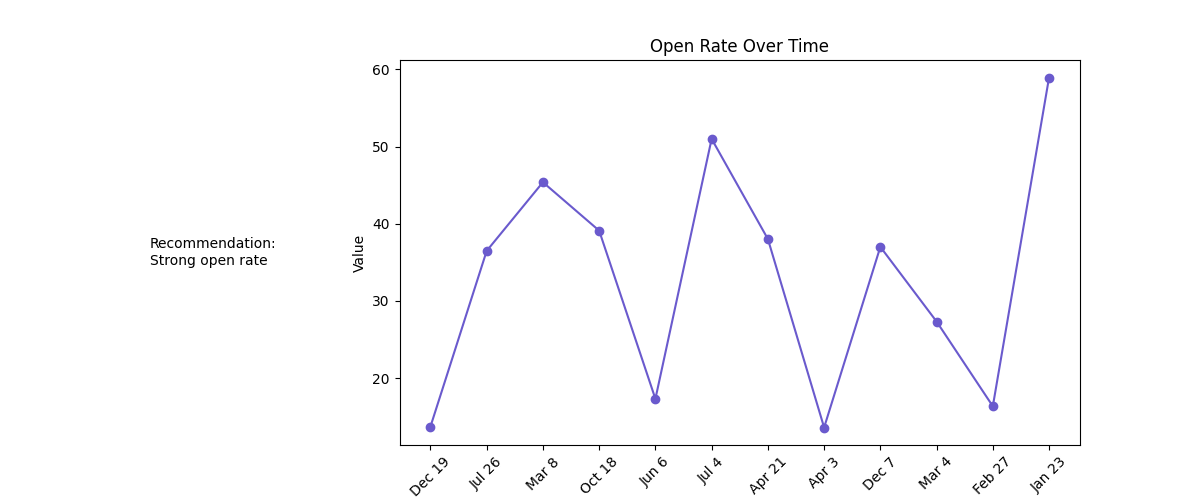 Open Rate Over Time
Recommendation:
Strong open rate
Value
60
50
40
30
20
Dec 19
Jul 26
Mar 8
Oct 18
Jun 6
Jul 4
Apr 21
Apr 3
Dec 7
Mar 4
Feb 27
Jan 23